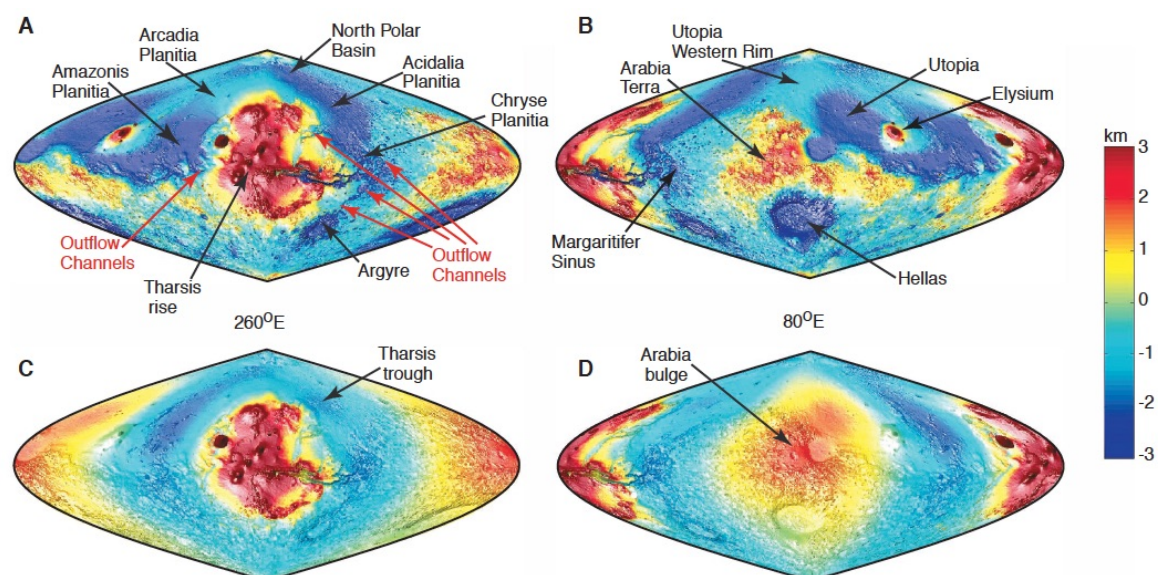 A
Arcadia
Planitia
North Polar
Basin
Amazonis
Planitia
Acidalia
Planitia
Chryse
Planitia
Outflow
Channels
Tharsis
rise
Argyre
Outflow
Channels
260ºE
B
Utopia
Western Rim
Utopia
Arabia
Terra
Elysium
Margaritifer
Sinus
Hellas
80ºE
km
3
2
1
0
-1
-2
-3
C
Tharsis
trough
D
Arabia
bulge